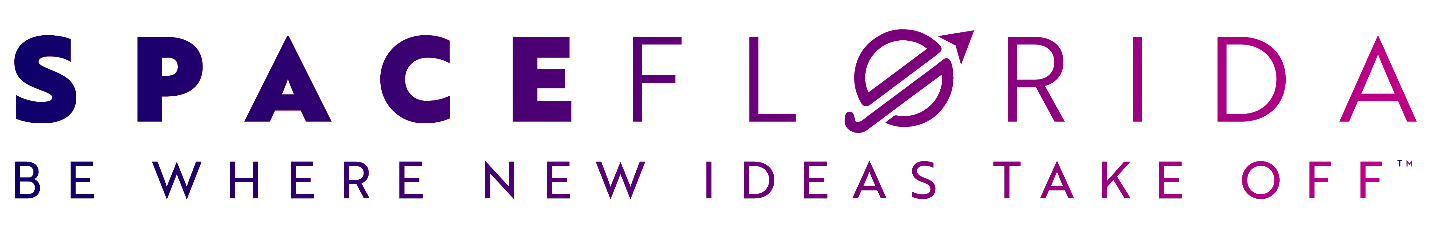 SPACEFLORIDA
BE WHERE NEW IDEAS TAKE OFF™